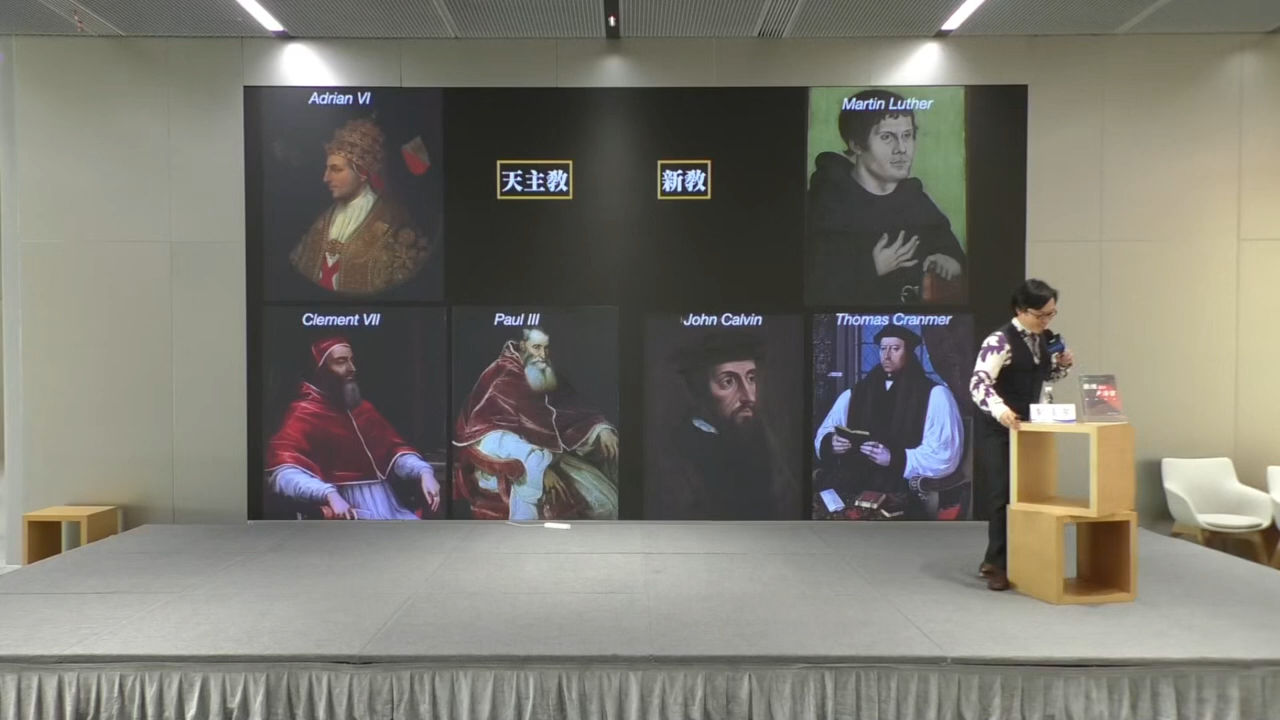 Adrian VI
Martin Luther
天主教
新教
Clement VII
Paul III
John Calvin
Thomas Cranmer